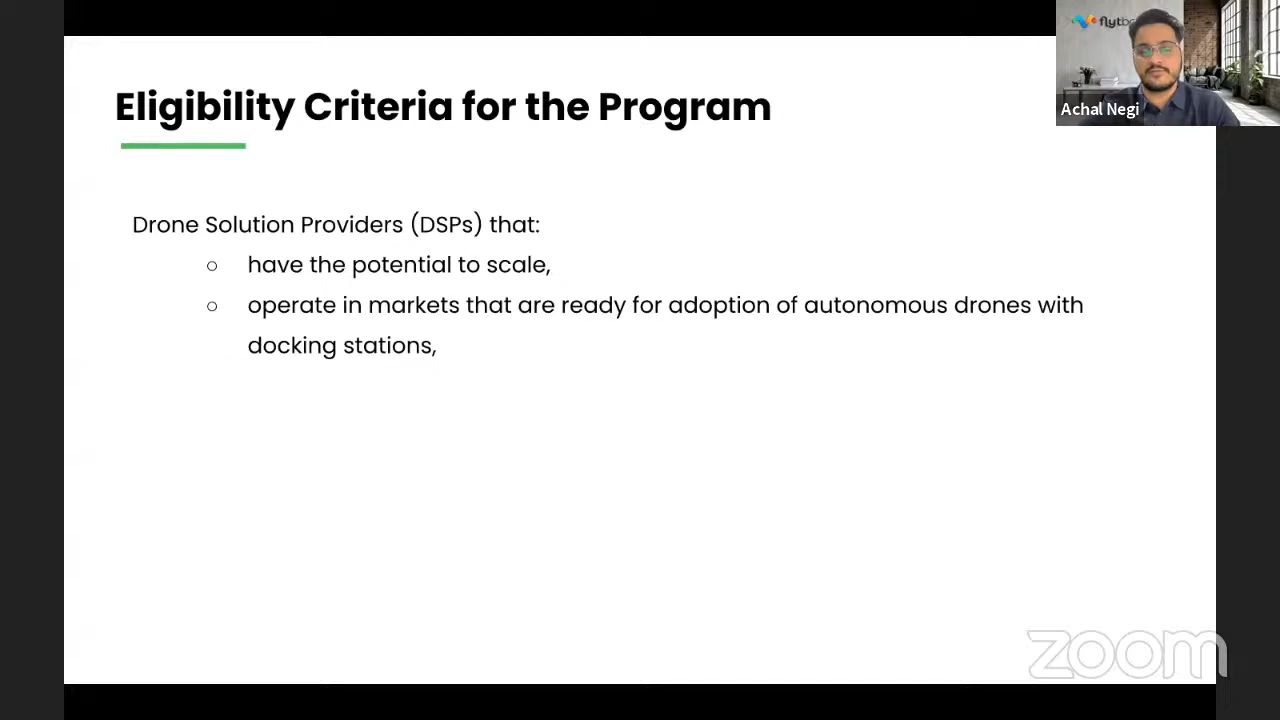 flytb
Achal Negi
Eligibility Criteria for the Program
Drone Solution Providers (DSPs) that:
○ have the potential to scale,
○ operate in markets that are ready for adoption of autonomous drones with
docking stations,
zoom